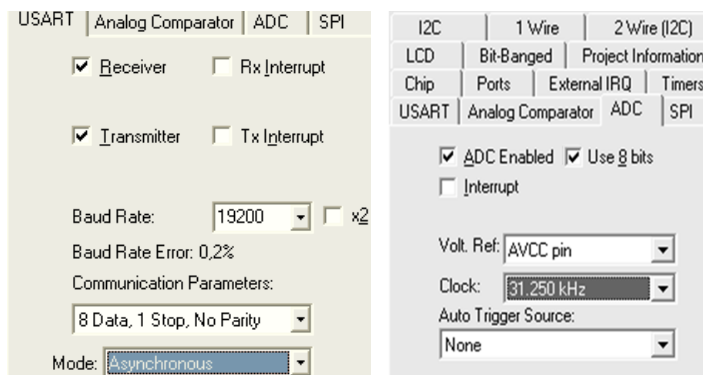 USART Analog Comparator ADC SPI
Receiver Rx Interrupt
Transmitter Tx Interrupt
Baud Rate: 19200 x2
Baud Rate Error: 0,2%
Communication Parameters:
8 Data, 1 Stop, No Parity
Mode: Asynchronous
I2C 1 Wire 2 Wire (I2C)
LCD Bit-Banged Project Information
Chip Ports External IRQ Timers
USART Analog Comparator ADC SPI
ADC Enabled Use 8 bits
Interrupt
Volt. Ref: AVCC pin
Clock: 31.250 kHz
Auto Trigger Source:
None